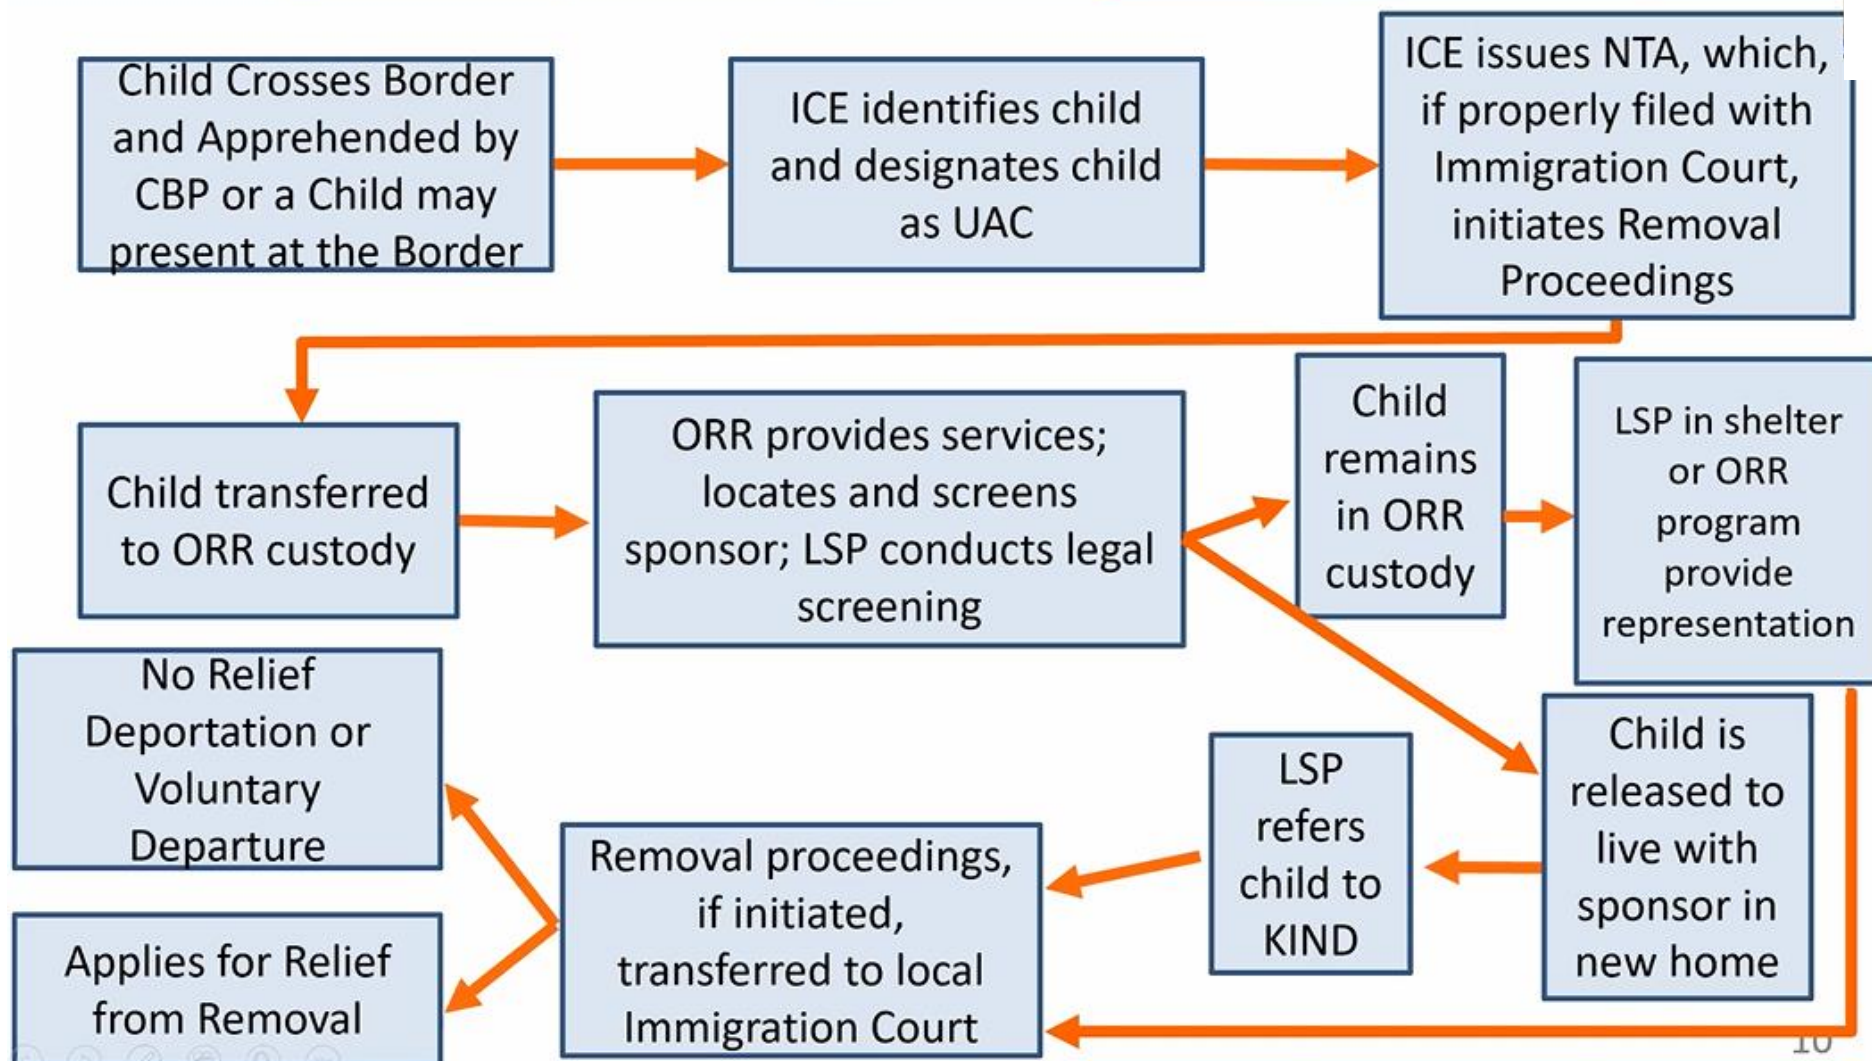 Child Crosses Border
and Apprehended by
CBP or a Child may
present at the Border
ICE identifies child
and designates child
as UAC
ICE issues NTA, which,
if properly filed with
Immigration Court,
initiates Removal
Proceedings
Child transferred
to ORR custody
ORR provides services;
locates and screens
sponsor; LSP conducts legal
screening
Child
remains
in ORR
custody
LSP in shelter
or ORR
program
provide
representation
Child is
released to
live with
sponsor in
new home
LSP
refers
child to
KIND
Removal proceedings,
if initiated,
transferred to local
Immigration Court
No Relief
Deportation or
Voluntary
Departure
Applies for Relief
from Removal
10